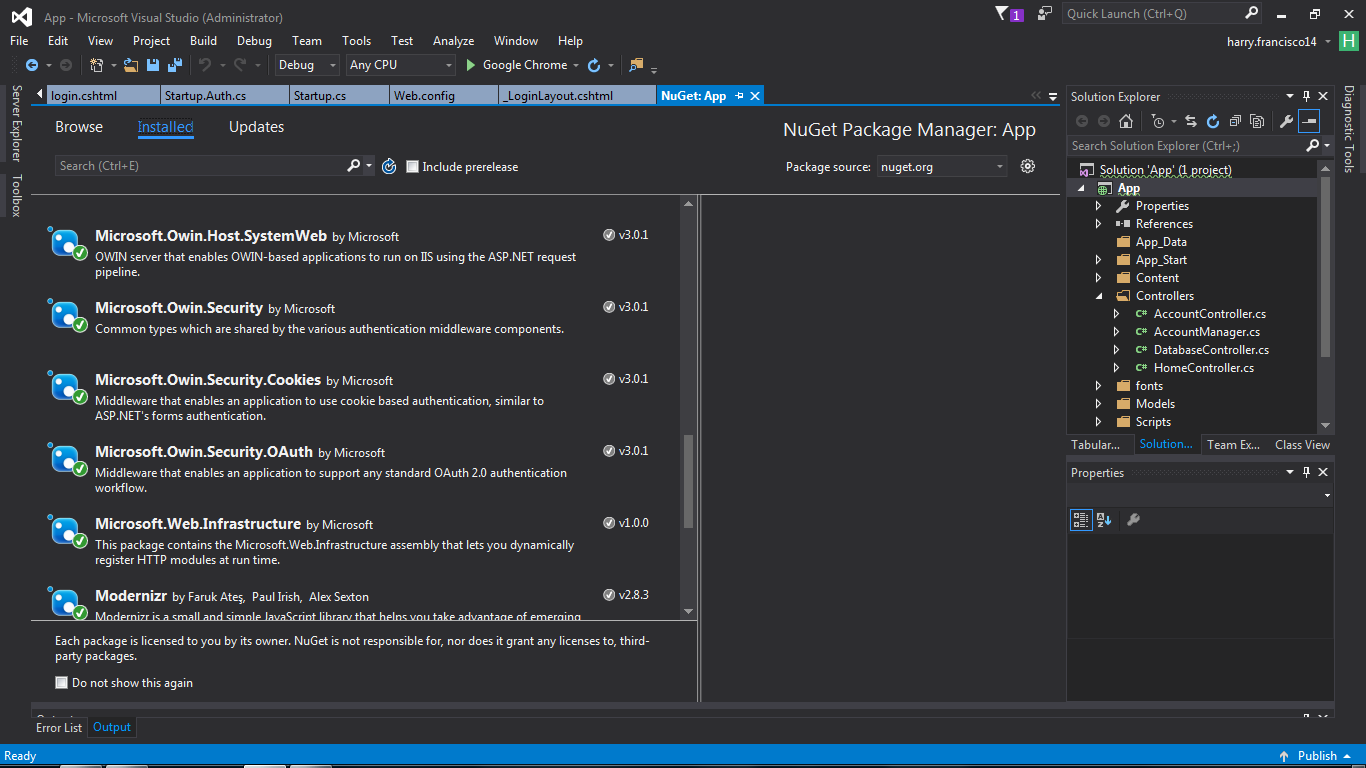 App - Microsoft Visual Studio (Administrator)
1
Quick Launch (Ctrl+Q)
File Edit View Project Build Debug Team Tools Test Analyze Window Help
harry.francisco14 H
Debug Any CPU Google Chrome
Server Explorer
Toolbox
login.cshtml Startup.Auth.cs Startup.cs Web.config _LoginLayout.cshtml NuGet: App
Browse Installed Updates
NuGet Package Manager: App
Search (Ctrl+E)
Include prerelease
Package source: nuget.org
Microsoft.Owin.Host.SystemWeb by Microsoft v3.0.1
OWIN server that enables OWIN-based applications to run on IIS using the ASP.NET request
pipeline.
Microsoft.Owin.Security by Microsoft v3.0.1
Common types which are shared by the various authentication middleware components.
Microsoft.Owin.Security.Cookies by Microsoft v3.0.1
Middleware that enables an application to use cookie based authentication, similar to
ASP.NET's forms authentication.
Microsoft.Owin.Security.OAuth by Microsoft v3.0.1
Middleware that enables an application to support any standard OAuth 2.0 authentication
workflow.
Microsoft.Web.Infrastructure by Microsoft v1.0.0
This package contains the Microsoft.Web.Infrastructure assembly that lets you dynamically
register HTTP modules at run time.
Modernizr by Faruk Ateş, Paul Irish, Alex Sexton v2.8.3
Modernizr is a small and simple JavaScript library that helps you take advantage of emerging
Each package is licensed to you by its owner. NuGet is not responsible for, nor does it grant any licenses to, third-
party packages.
Do not show this again
Solution Explorer
Search Solution Explorer (Ctrl+;)
Solution 'App' (1 project)
App
Properties
References
App_Data
App_Start
Content
Controllers
C# AccountController.cs
C# AccountManager.cs
C# DatabaseController.cs
C# HomeController.cs
fonts
Models
Scripts
Tabular... Solution... Team Ex... Class View
Properties
Diagnostic Tools
Error List Output
Ready
Publish